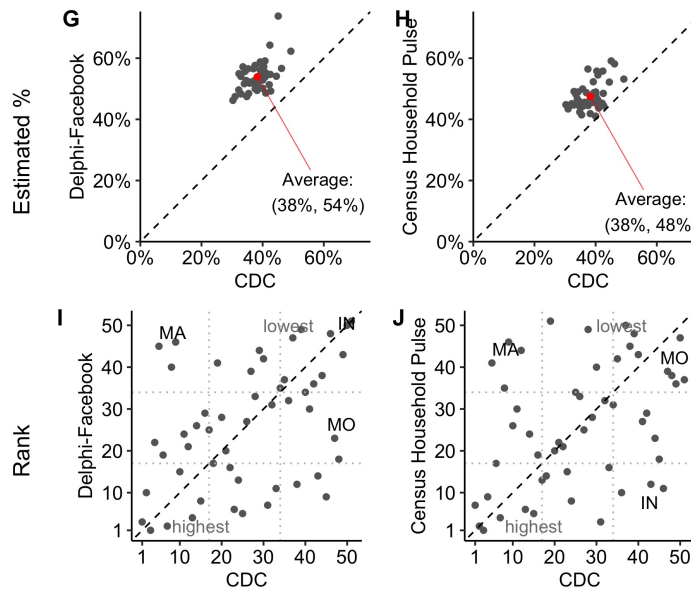 G
Estimated %
Delphi-Facebook
60%
40%
20%
0%
0% 20% 40% 60%
CDC
Average:
(38%, 54%)
H
Census Household Pulse
60%
40%
20%
0%
0% 20% 40% 60%
CDC
Average:
(38%, 48%
I
Rank
Delphi-Facebook
50
40
30
20
10
1
1 10 20 30 40 50
CDC
MA
lowest
IN
MO
highest
J
Census Household Pulse
50
40
30
20
10
1
1 10 20 30 40 50
CDC
MA
lowest
MO
IN
highest